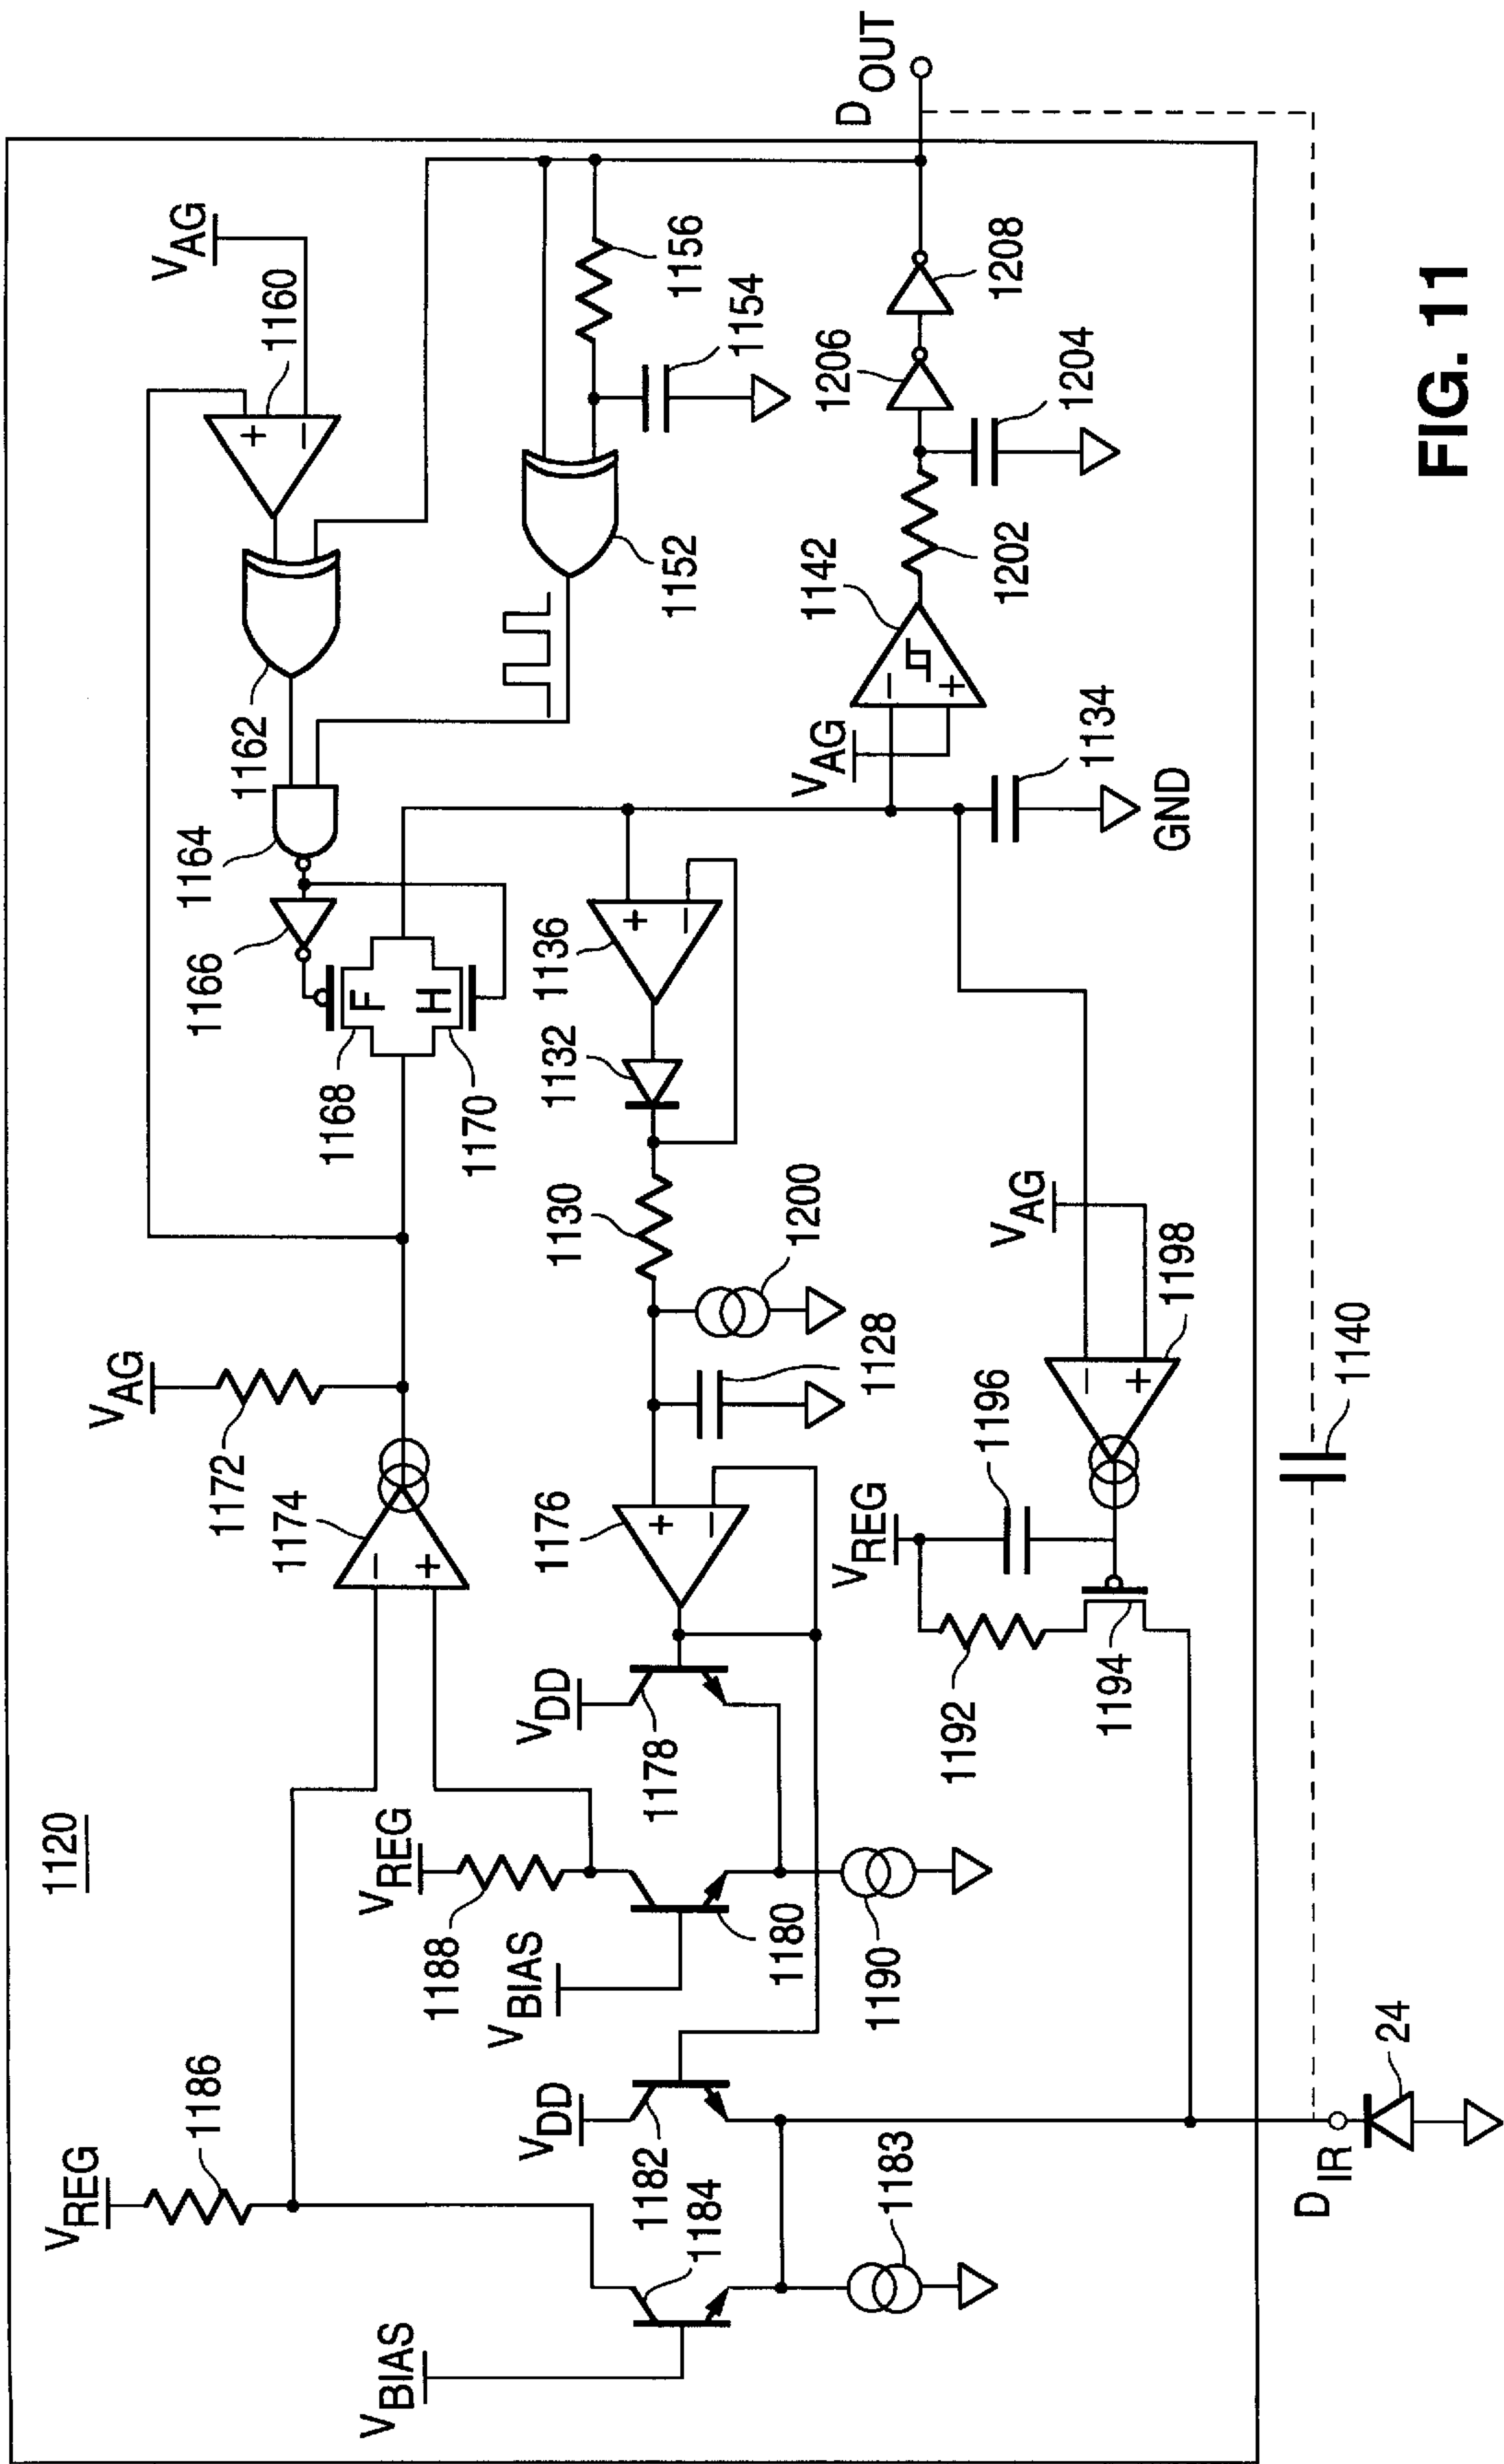 1120
V REG
1186
V BIAS
1184
V DD
1182
1183
D IR
24
V REG
1188
V BIAS
1180
1190
V DD
1178
1176
+
−
1174
−
+
V AG
1172
1128
1200
1130
1132
1136
+
−
V REG
1192
1194
1196
1198
−
+
V AG
1140
1168
F
H
1170
1166
1164
1162
1160
+
−
V AG
1152
1154
1156
V AG
1142
−
+
1134
GND
1202
1204
1206
1208
D OUT
FIG. 11